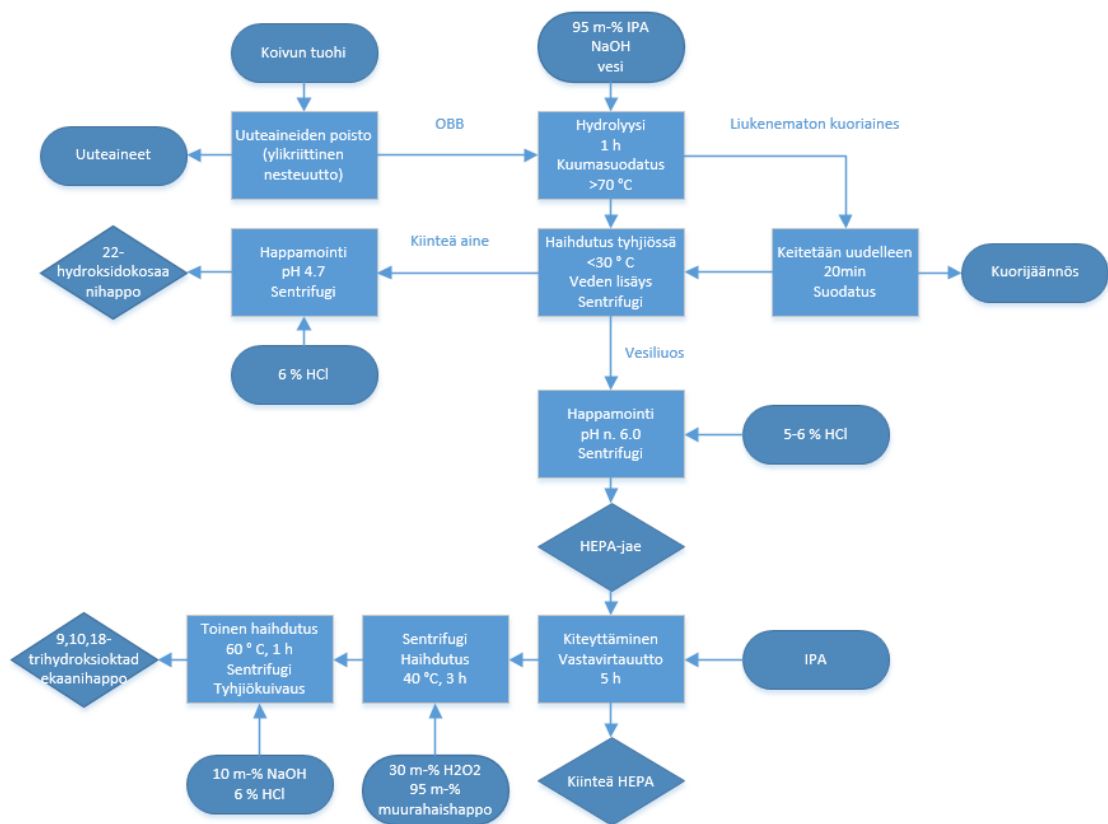 Koivun tuohi
95 m-% IPA
NaOH
vesi
Uuteaineet
Uuteaineiden poisto
(ylikriittinen
nesteuutto)
OBB
Hydrolyysi
1 h
Kuumasuodatus
>70 °C
Liukenematon kuoriaines
22-
hydroksidokosaa
nihappo
Happamointi
pH 4.7
Sentrifugi
Kiinteä aine
Haihdutus tyhjiössä
<30 ° C
Veden lisäys
Sentrifugi
Keitetään uudelleen
20min
Suodatus
Kuorijäännös
6 % HCl
Vesiliuos
Happamointi
pH n. 6.0
Sentrifugi
5-6 % HCl
HEPA-jae
9,10,18-
trihydroksioktad
ekaanihappo
Toinen haihdutus
60 ° C, 1 h
Sentrifugi
Tyhjiökuivaus
Sentrifugi
Haihdutus
40 °C, 3 h
Kiteyttäminen
Vastavirtauutto
5 h
IPA
10 m-% NaOH
6 % HCl
30 m-% H2O2
95 m-%
muurahaishappo
Kiinteä HEPA